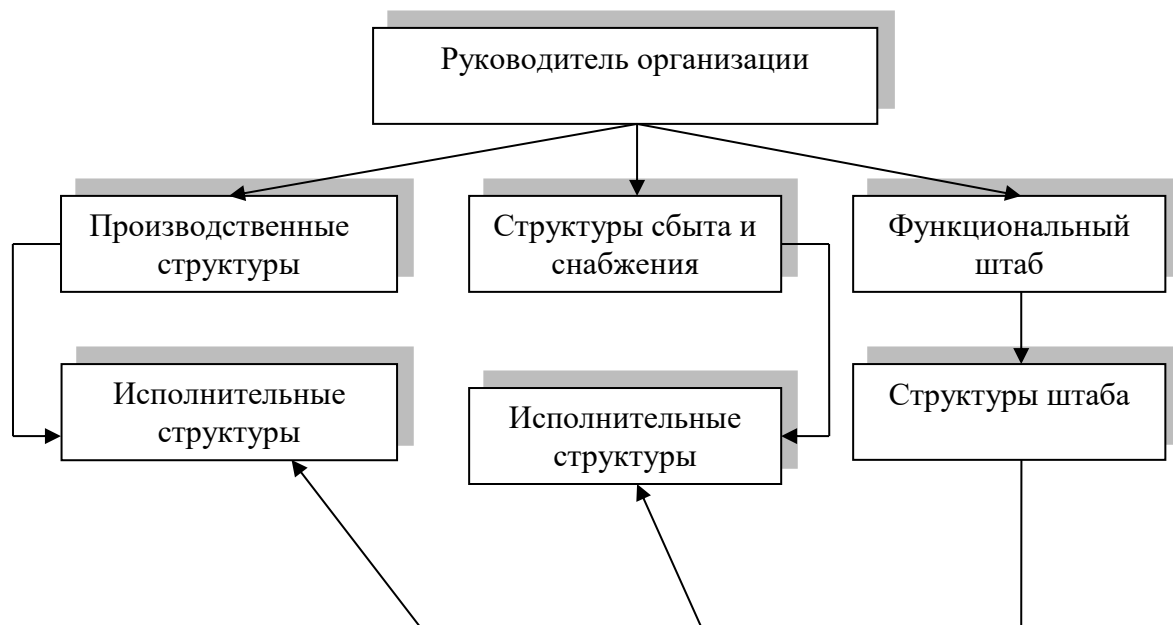 Руководитель организации
Производственные
структуры
Структуры сбыта и
снабжения
Функциональный
штаб
Исполнительные
структуры
Исполнительные
структуры
Структуры штаба